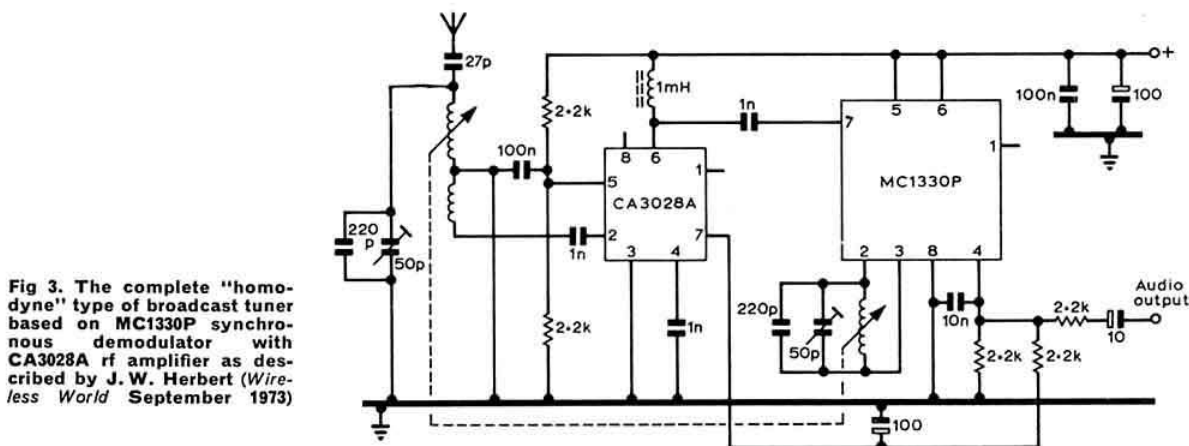 27p
100n
2·2k
1mH
1n
100n
100
+
5
6
7
1
MC1330P
8
6
5
1
CA3028A
2
7
3
4
1n
220
p
50p
2·2k
1n
2
3
8
4
220p
50p
10n
2·2k
2·2k
2·2k
10
Audio
output
100
Fig 3. The complete "homo-
dyne" type of broadcast tuner
based on MC1330P synchro-
nous demodulator with
CA3028A rf amplifier as des-
cribed by J. W. Herbert (Wire-
less World September 1973)